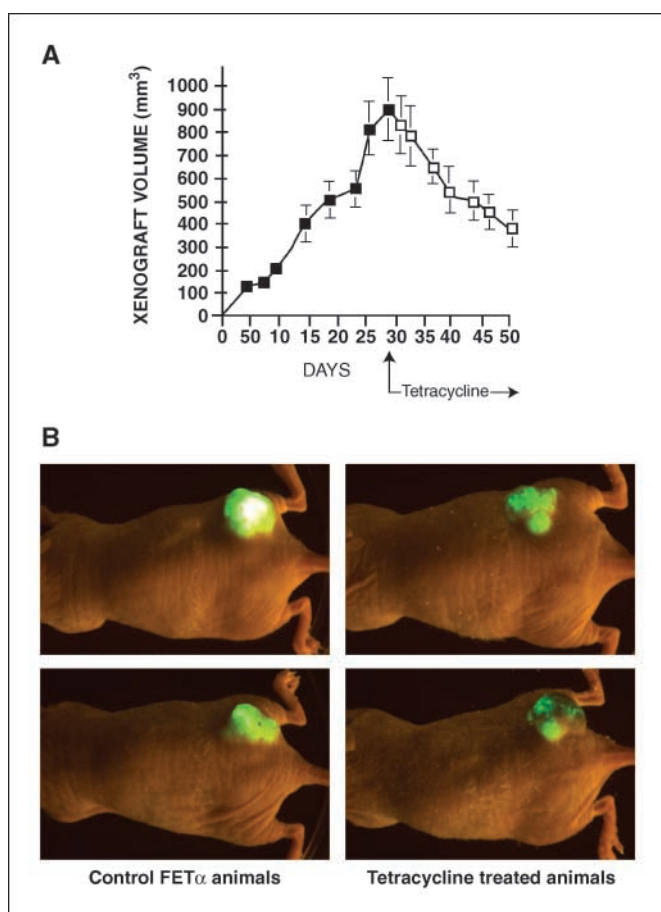 A
XENOGRAFT VOLUME (mm³)
1000
900
800
700
600
500
400
300
200
100
0
0 50 10 15 20 25 30 35 40 45 50
DAYS
Tetracycline
B
Control FETα animals
Tetracycline treated animals